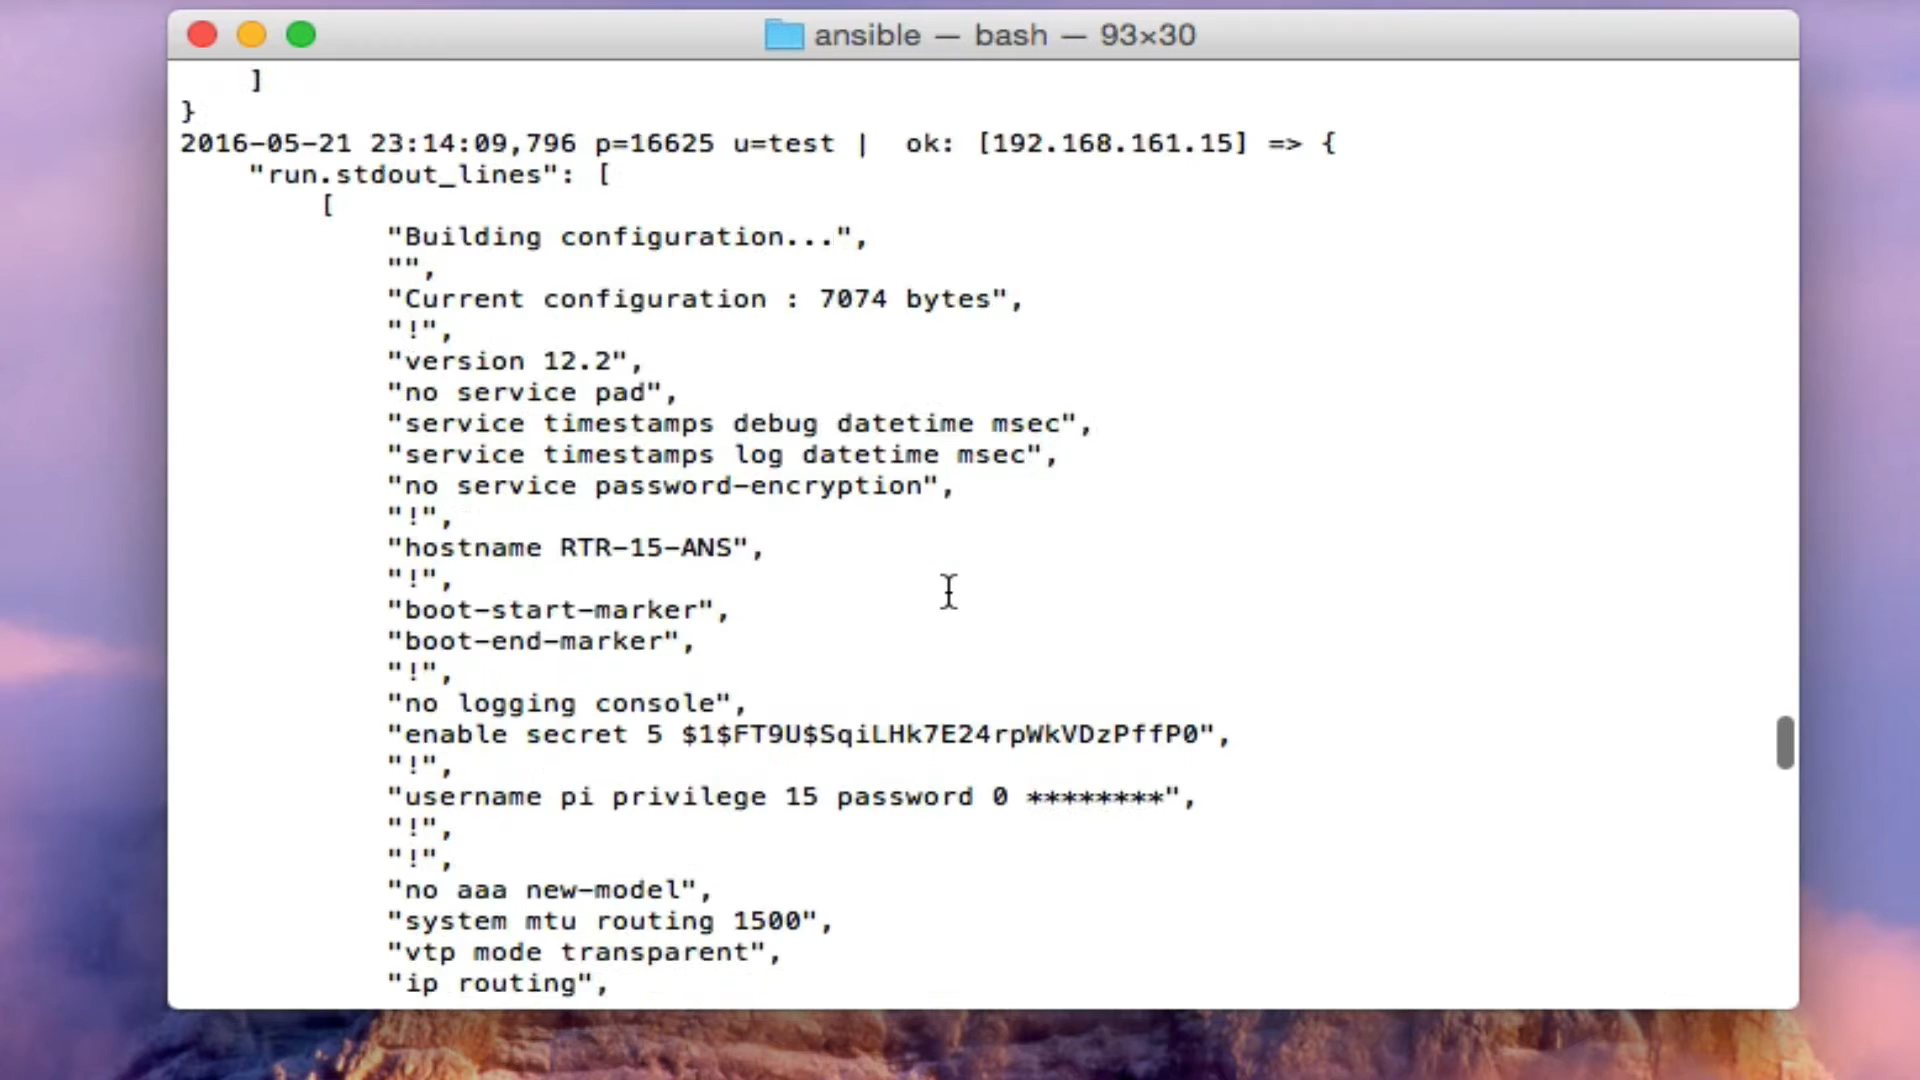 ansible — bash — 93×30
]
}
2016-05-21 23:14:09,796 p=16625 u=test |  ok: [192.168.161.15] => {
"run.stdout_lines": [
[
"Building configuration...",
"",
"Current configuration : 7074 bytes",
"!",
"version 12.2",
"no service pad",
"service timestamps debug datetime msec",
"service timestamps log datetime msec",
"no service password-encryption",
"!",
"hostname RTR-15-ANS",
"!",
"boot-start-marker",
"boot-end-marker",
"!",
"no logging console",
"enable secret 5 $1$FT9U$SqiLHk7E24rpWkVDzPffP0",
"!",
"username pi privilege 15 password 0 ********",
"!",
"!",
"no aaa new-model",
"system mtu routing 1500",
"vtp mode transparent",
"ip routing",